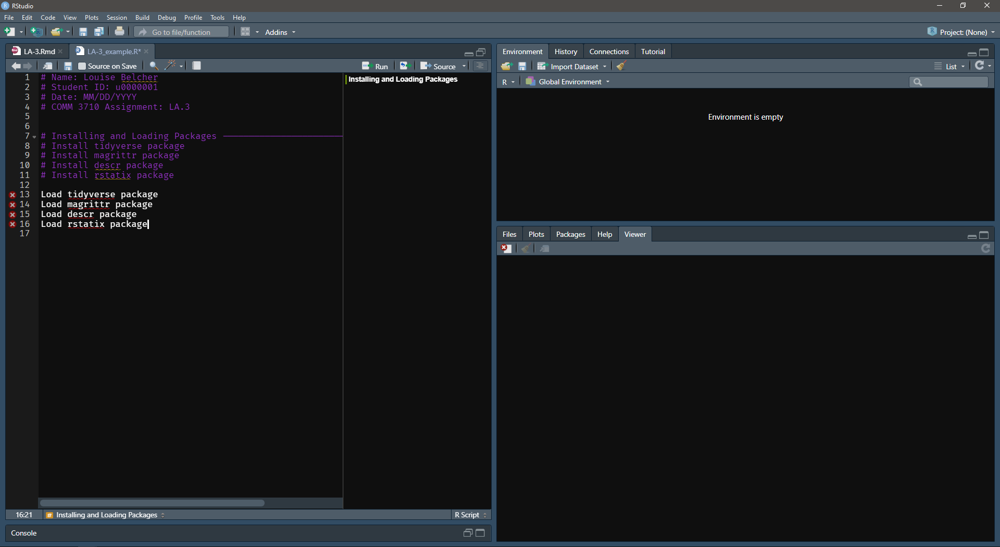 RStudio
File Edit Code View Plots Session Build Debug Profile Tools Help
Go to file/function Addins Project: (None)
LA-3.Rmd LA-3_example.R*
Source on Save Run Source
1 # Name: Louise Belcher
2 # Student ID: u0000001
3 # Date: MM/DD/YYYY
4 # COMM 3710 Assignment: LA.3
5
6
7 # Installing and Loading Packages
8 # Install tidyverse package
9 # Install magrittr package
10 # Install descr package
11 # Install rstatix package
12
13 Load tidyverse package
14 Load magrittr package
15 Load descr package
16 Load rstatix package
17
Installing and Loading Packages
16:21 # Installing and Loading Packages R Script
Console
Environment History Connections Tutorial
Import Dataset List
R Global Environment
Environment is empty
Files Plots Packages Help Viewer